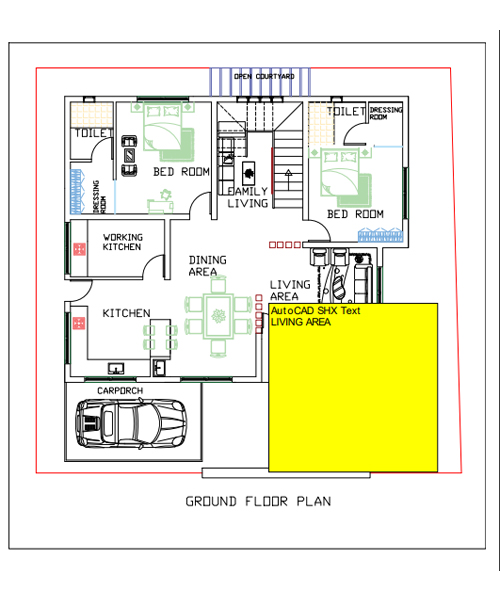 OPEN COURTYARD
TOILET
TOILET
DRESSING
ROOM
BED ROOM
DRESSING
ROOM
FAMILY
LIVING
BED ROOM
WORKING
KITCHEN
DINING
AREA
LIVING
AREA
KITCHEN
AutoCAD SHX Text
LIVING AREA
CARPORCH
GROUND FLOOR PLAN